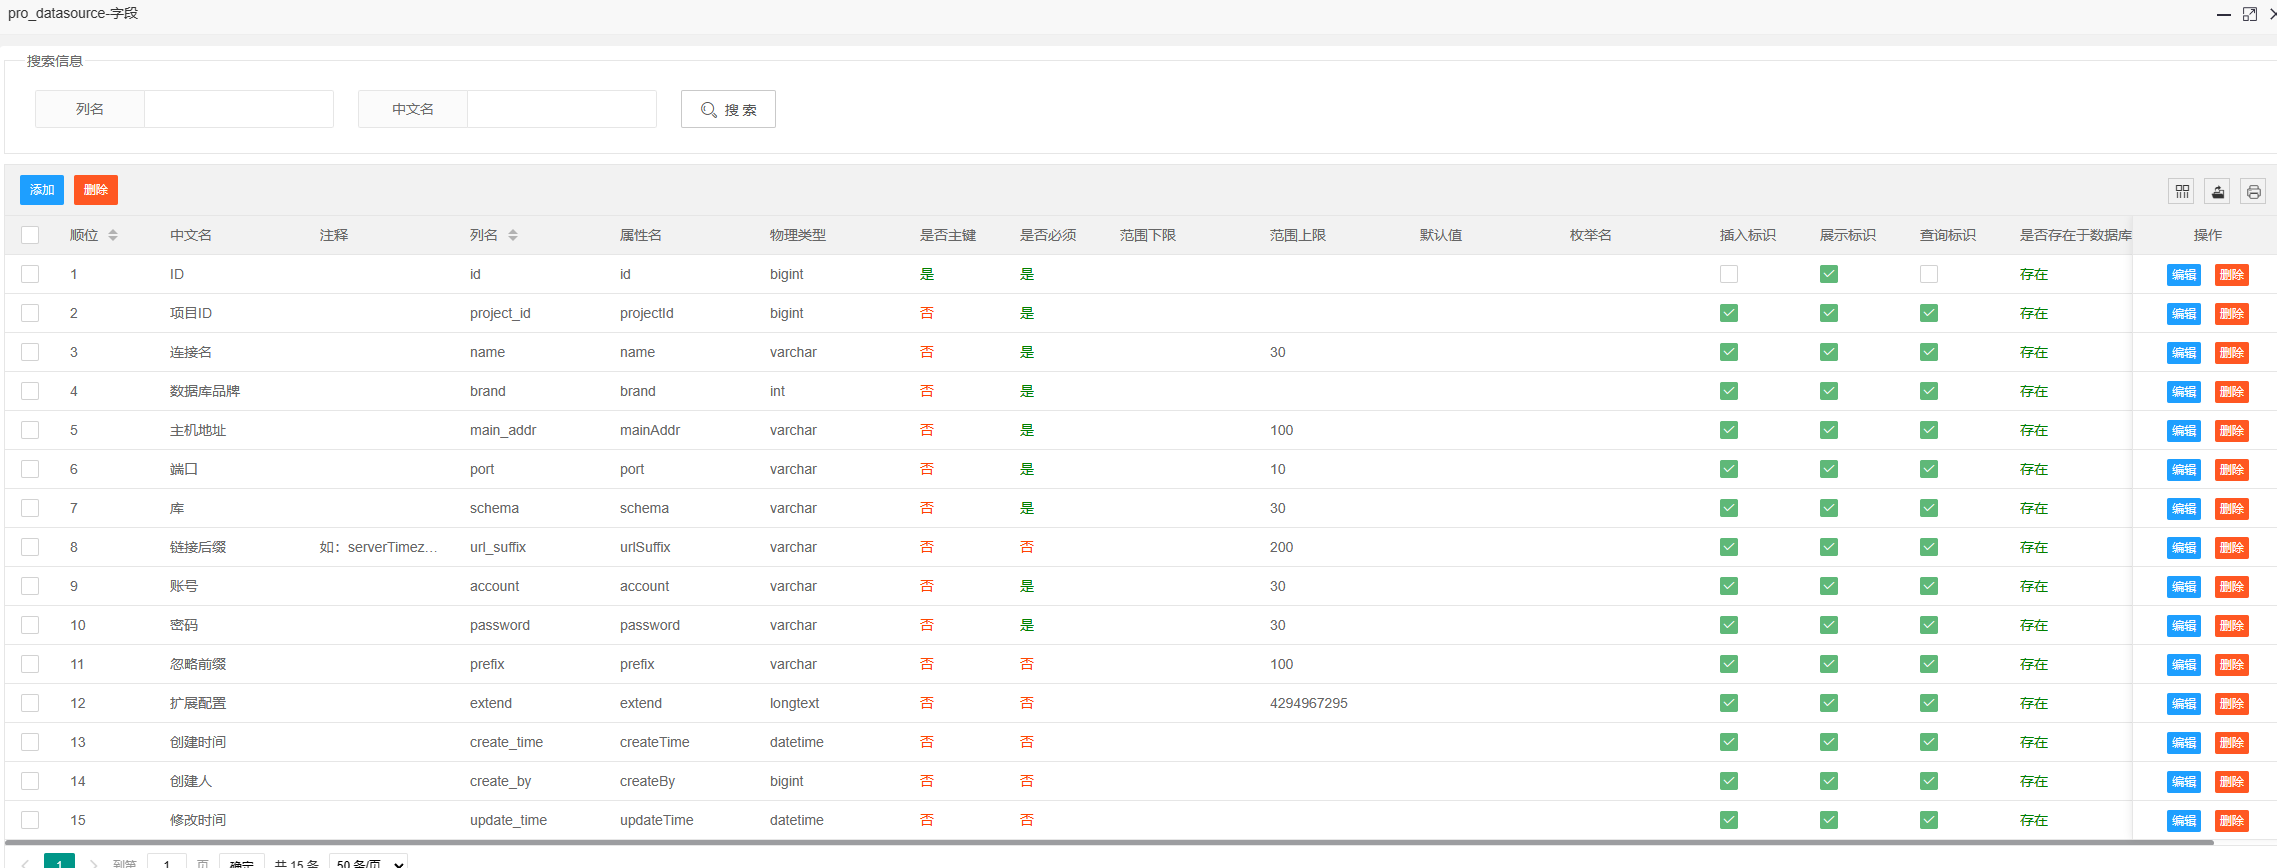 pro_datasource-字段
搜索信息
列名 中文名 搜 索
添加 删除
顺位 中文名 注释 列名 属性名 物理类型 是否主键 是否必须 范围下限 范围上限 默认值 枚举名 插入标识 展示标识 查询标识 是否存在于数据库 操作
1 ID id id bigint 是 是 存在 编辑 删除
2 项目ID project_id projectId bigint 否 是 存在 编辑 删除
3 连接名 name name varchar 否 是 30 存在 编辑 删除
4 数据库品牌 brand brand int 否 是 存在 编辑 删除
5 主机地址 main_addr mainAddr varchar 否 是 100 存在 编辑 删除
6 端口 port port varchar 否 是 10 存在 编辑 删除
7 库 schema schema varchar 否 是 30 存在 编辑 删除
8 链接后缀 如：serverTimez... url_suffix urlSuffix varchar 否 否 200 存在 编辑 删除
9 账号 account account varchar 否 是 30 存在 编辑 删除
10 密码 password password varchar 否 是 30 存在 编辑 删除
11 忽略前缀 prefix prefix varchar 否 否 100 存在 编辑 删除
12 扩展配置 extend extend longtext 否 否 4294967295 存在 编辑 删除
13 创建时间 create_time createTime datetime 否 否 存在 编辑 删除
14 创建人 create_by createBy bigint 否 否 存在 编辑 删除
15 修改时间 update_time updateTime datetime 否 否 存在 编辑 删除
1 到第 1 页 确定 共 15 条 50 条/页